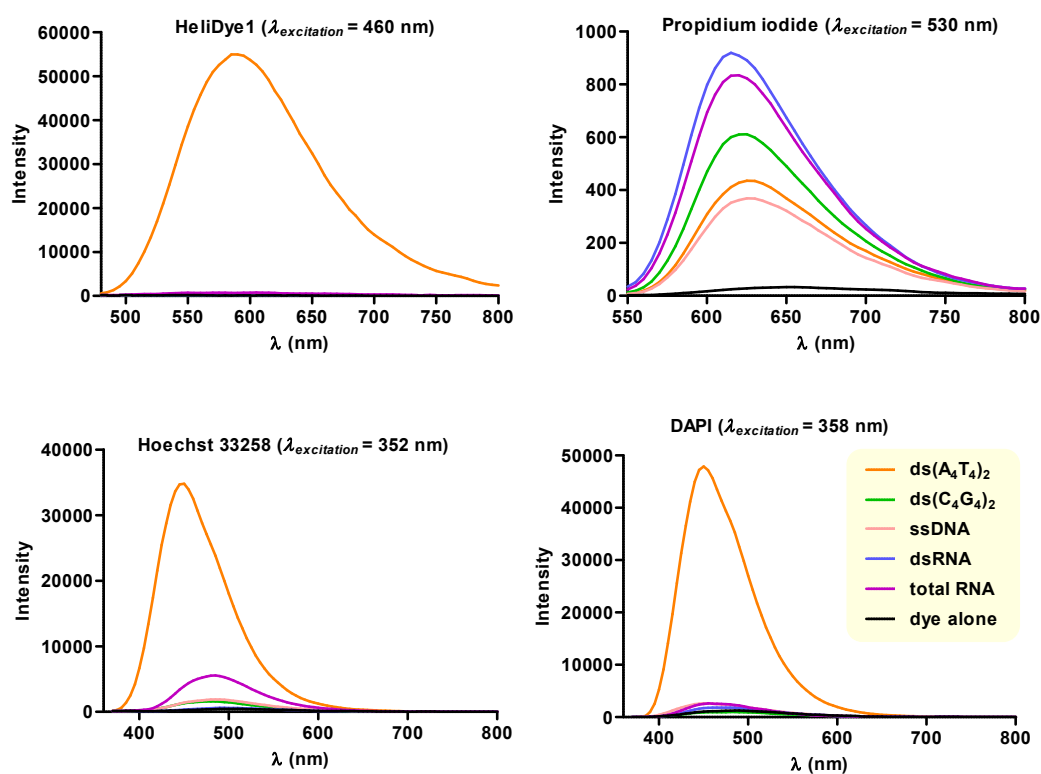 HeliDye1 (λexcitation = 460 nm)
60000
50000
40000
30000
20000
10000
0
Intensity
500 550 600 650 700 750 800
λ (nm)
Propidium iodide (λexcitation = 530 nm)
1000
800
600
400
200
0
Intensity
550 600 650 700 750 800
λ (nm)
Hoechst 33258 (λexcitation = 352 nm)
40000
30000
20000
10000
0
Intensity
400 500 600 700 800
λ (nm)
DAPI (λexcitation = 358 nm)
50000
40000
30000
20000
10000
0
Intensity
400 500 600 700 800
λ (nm)
ds(A4T4)2
ds(C4G4)2
ssDNA
dsRNA
total RNA
dye alone